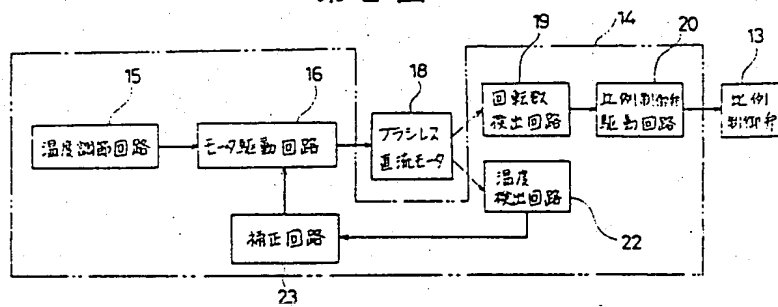 19
14
20
13
15
16
18
温度調節回路
モータ駆動回路
ブラシレス
直流モータ
回転数
検出回路
比例制御弁
駆動回路
比例
制御弁
温度
検出回路
22
補正回路
23